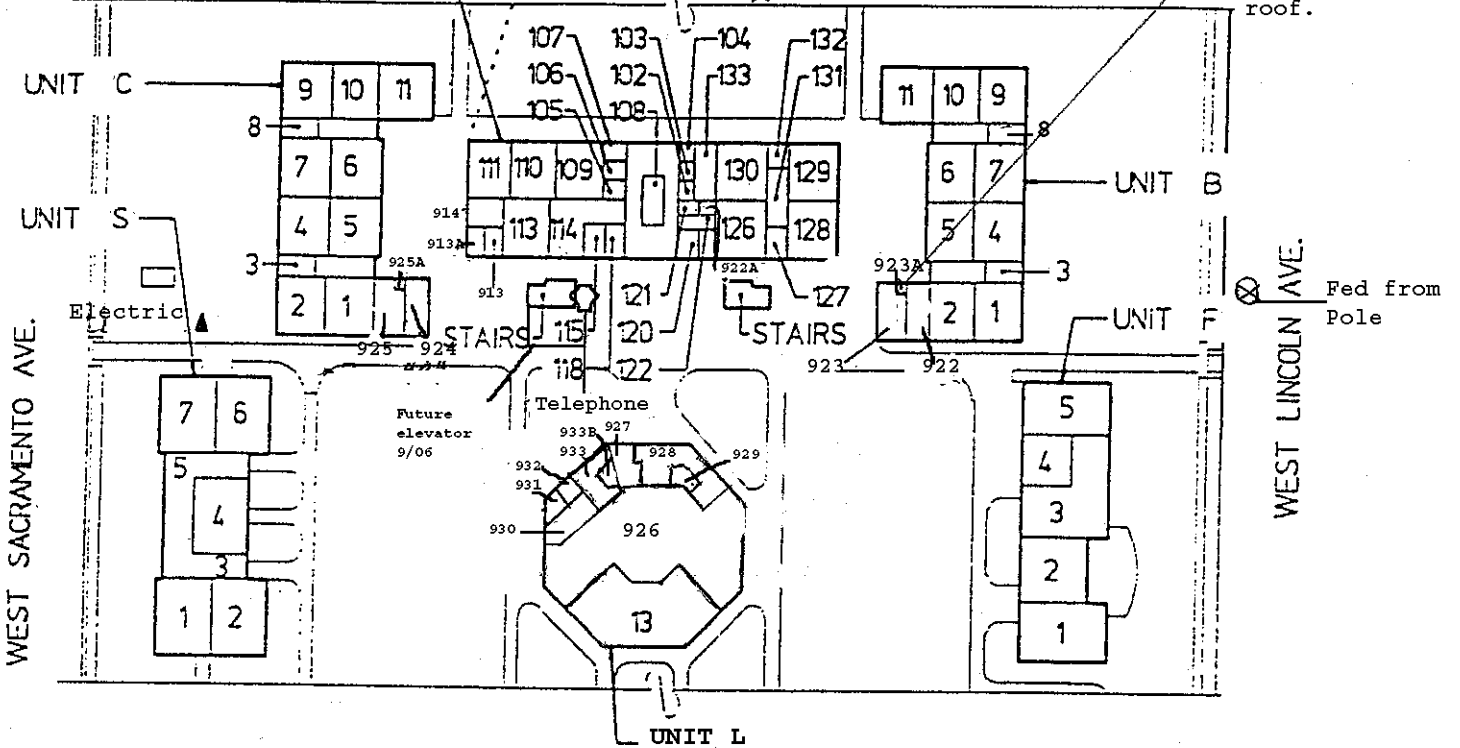 roof.
107 103 104 132
106 102 133 131
105 108
UNIT C
9 10 11
8
7 6
4 5
3
925A
2 1
925 924
UNIT S
Electric
111 110 109
914
113 114
913A
913
130 129
126 128
922A
121 127
STAIRS 115 120 STAIRS
118 122
11 10 9
8
6 7
5 4
3
923A
2 1
923 922
UNIT B
UNIT F
Fed from
Pole
WEST SACRAMENTO AVE.
WEST LINCOLN AVE.
7 6
5
4
3
1 2
Future
elevator
9/06
Telephone
933B 927
932 933 928 929
931
930 926
13
UNIT L
5
4
3
2
1